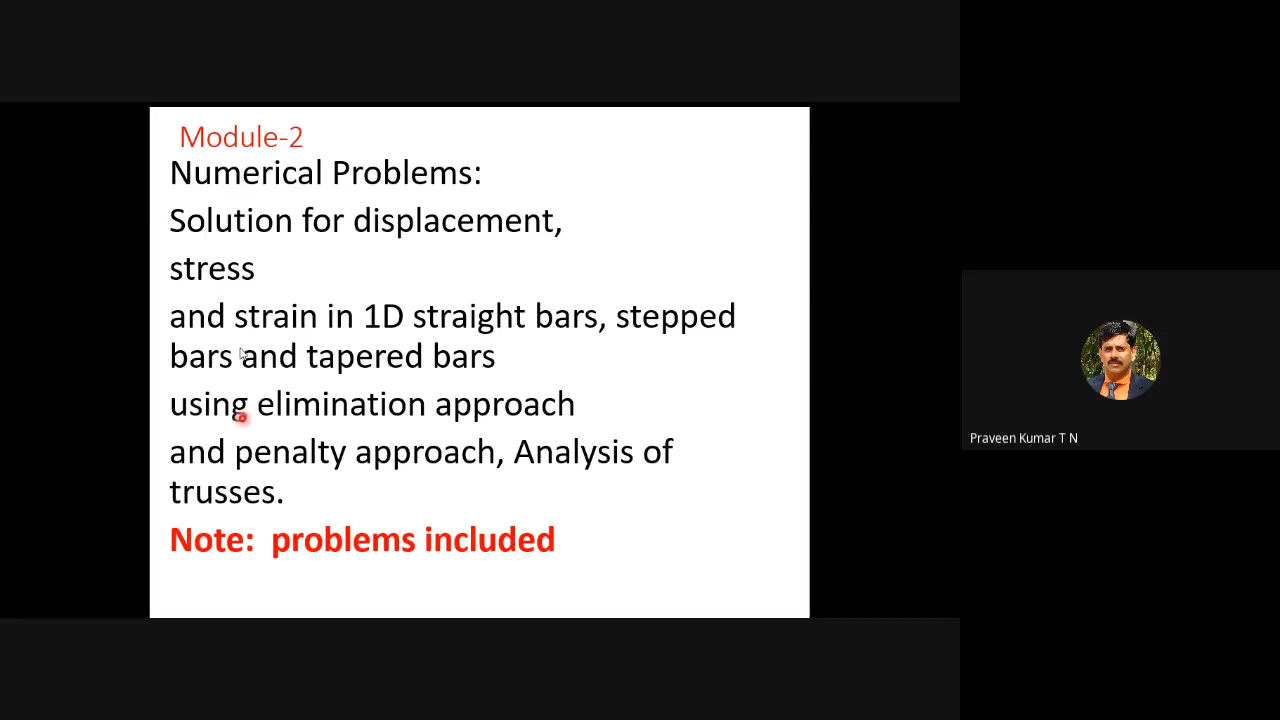 Module-2
Numerical Problems:
Solution for displacement,
stress
and strain in 1D straight bars, stepped
bars and tapered bars
using elimination approach
and penalty approach, Analysis of
trusses.
Note:  problems included
Praveen Kumar T N